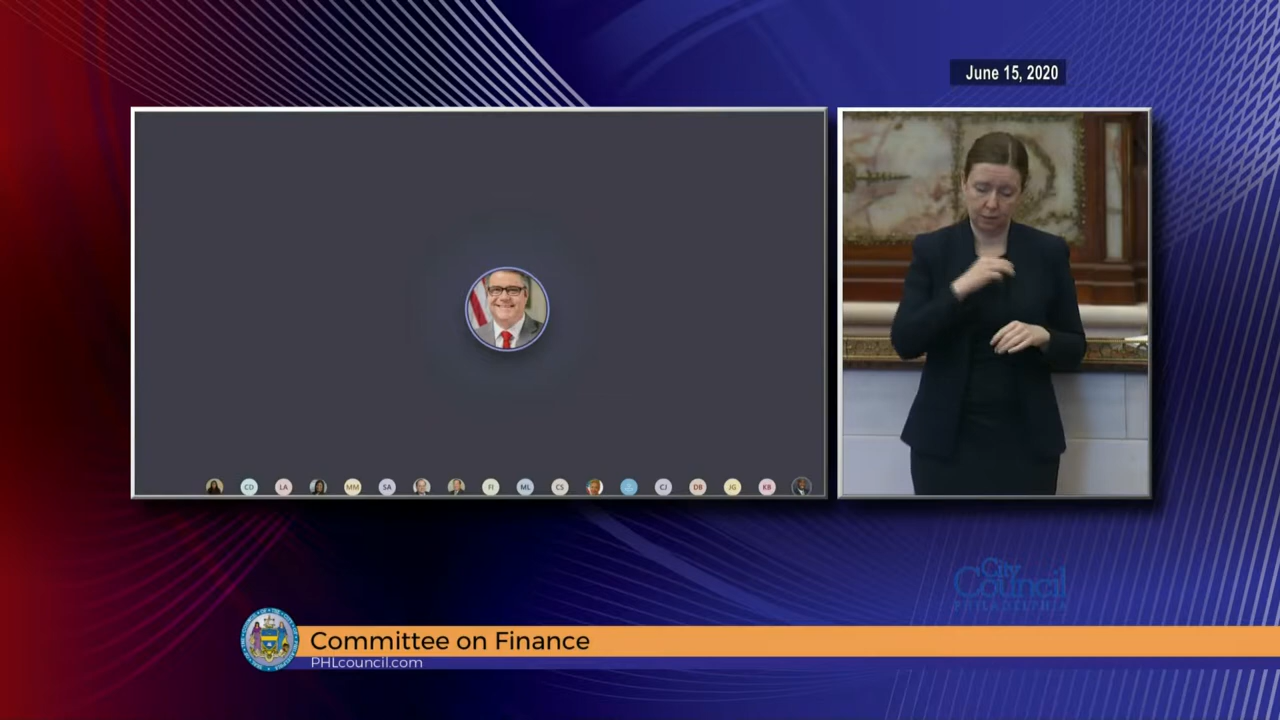 June 15, 2020
CD
LA
MM
SA
FI
ML
CS
CJ
DB
JG
KB
City
Council
PHILADELPHIA
Committee on Finance
PHLcouncil.com